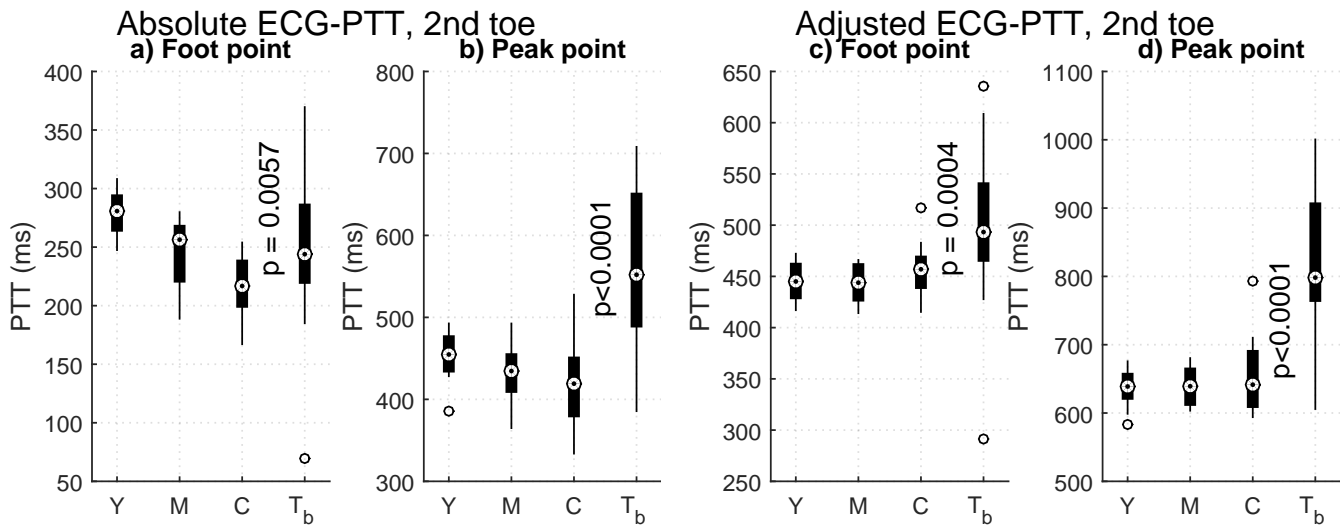 Absolute ECG-PTT, 2nd toe
Adjusted ECG-PTT, 2nd toe
a) Foot point
b) Peak point
c) Foot point
d) Peak point
400
350
300
250
200
150
100
50
PTT (ms)
p = 0.0057
Y M C T_b
800
700
600
500
400
300
PTT (ms)
p<0.0001
Y M C T_b
650
600
550
500
450
400
350
300
250
PTT (ms)
p = 0.0004
Y M C T_b
1100
1000
900
800
700
600
500
PTT (ms)
p<0.0001
Y M C T_b